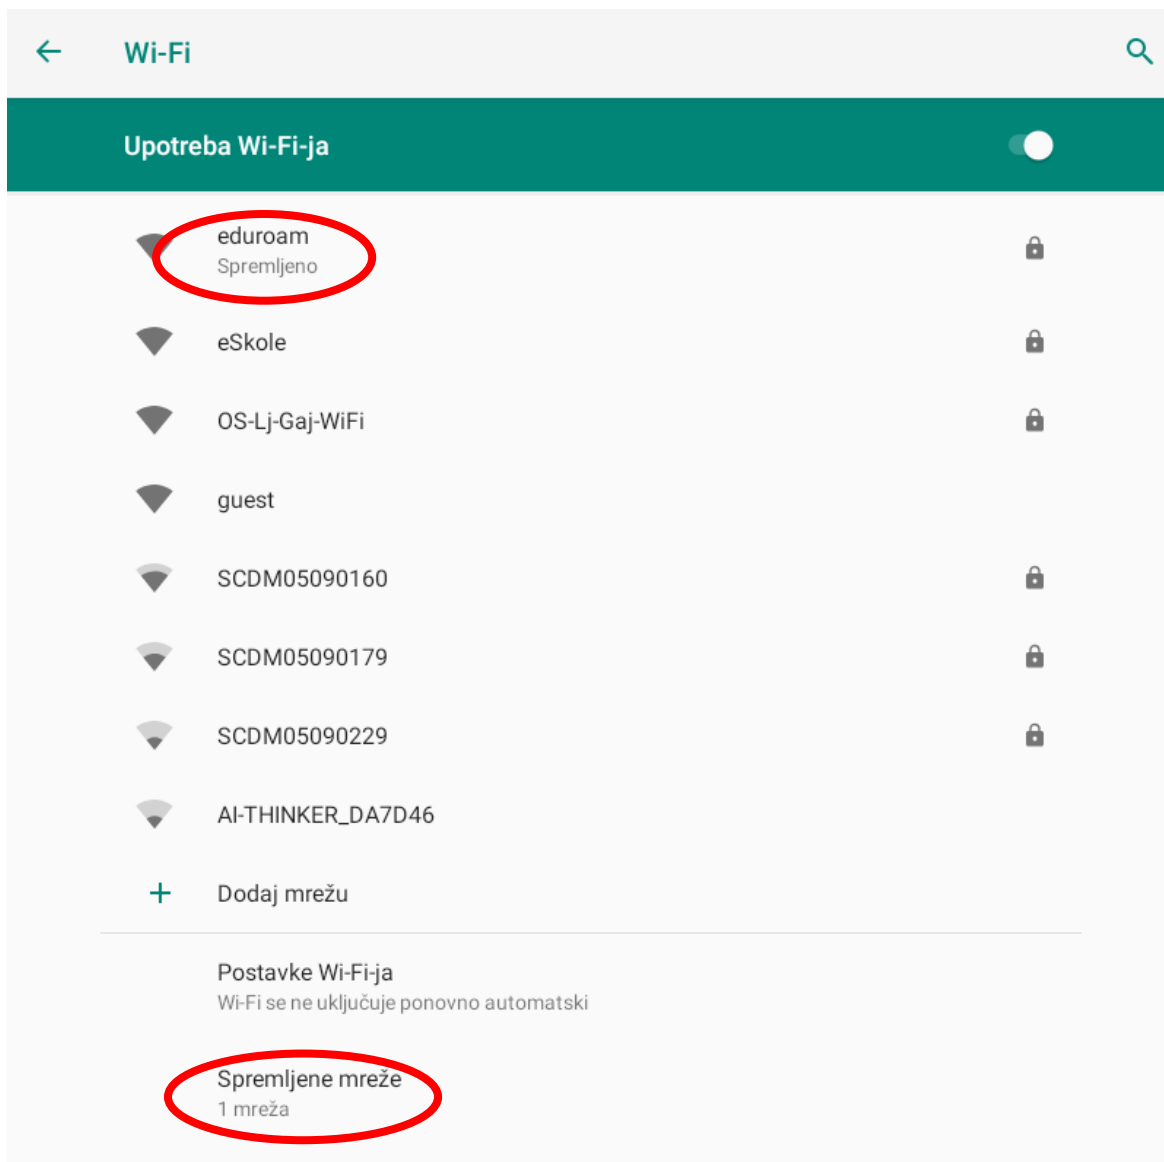 Wi-Fi
Upotreba Wi-Fi-ja
eduroam
Spremljeno
eSkole
OS-Lj-Gaj-WiFi
guest
SCDM05090160
SCDM05090179
SCDM05090229
AI-THINKER_DA7D46
Dodaj mrežu
Postavke Wi-Fi-ja
Wi-Fi se ne uključuje ponovno automatski
Spremljene mreže
1 mreža